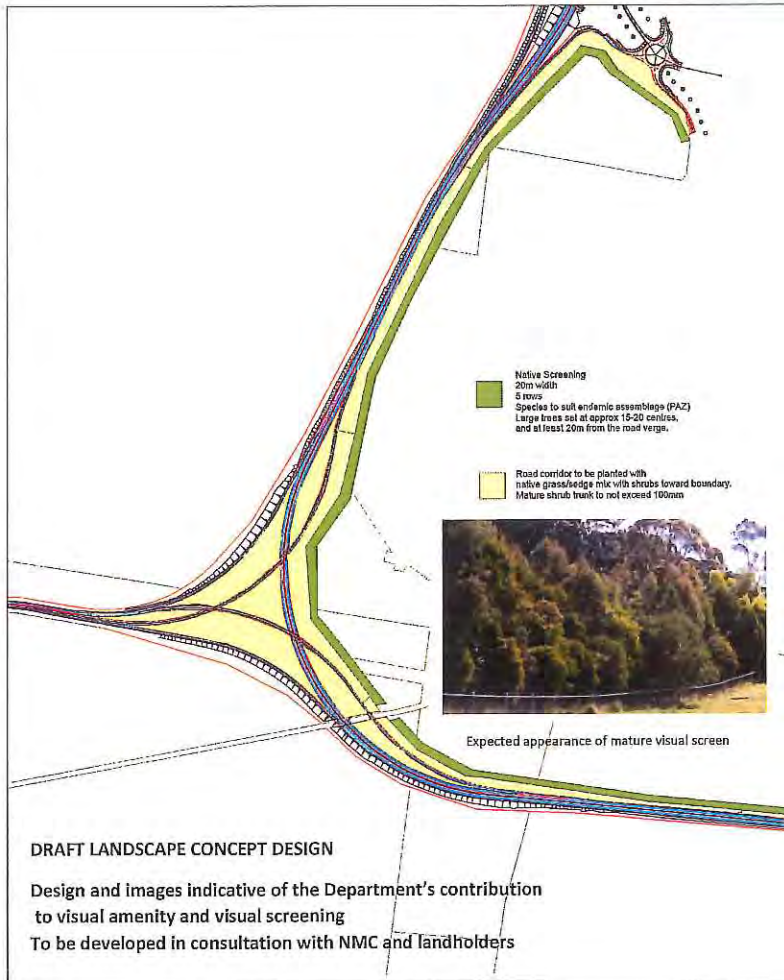 Native Screening
20m width
5 rows
Species to suit endemic assemblage (PAZ)
Large trees set at approx 15-20 centres,
and at least 20m from the road verge.
Road corridor to be planted with
native grass/sedge mix with shrubs toward boundary.
Mature shrub trunk to not exceed 100mm
Expected appearance of mature visual screen
DRAFT LANDSCAPE CONCEPT DESIGN
Design and images indicative of the Department's contribution
to visual amenity and visual screening
To be developed in consultation with NMC and landholders